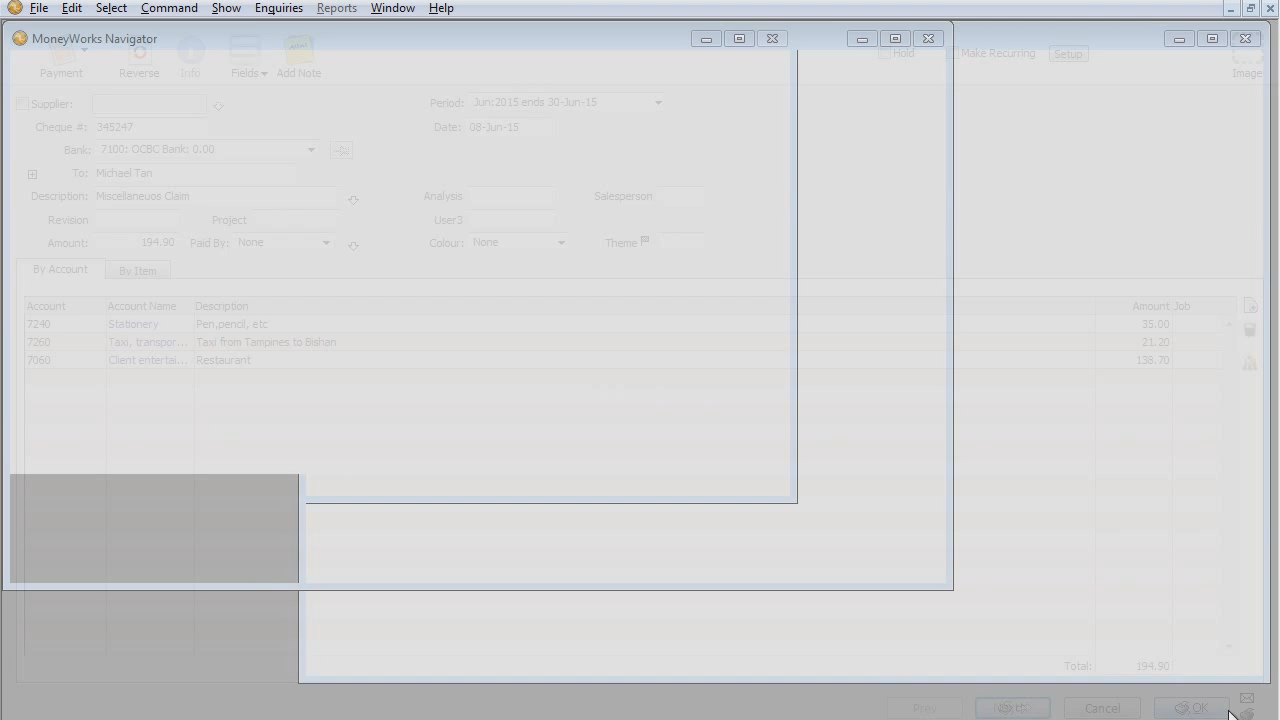 File Edit Select Command Show Enquiries Reports Window Help
MoneyWorks Navigator
Payment Reverse Info Fields Add Note Hold Make Recurring Setup Image
Supplier: Period: Jun:2015 ends 30-Jun-15
Cheque #: 345247 Date: 08-Jun-15
Bank: 7100: OCBC Bank: 0.00
To: Michael Tan
Description: Miscellaneuos Claim Analysis Salesperson
Revision Project User3
Amount: 194.90 Paid By: None Colour: None Theme
By Account By Item
Account Account Name Description Amount Job
7240 Stationery Pen,pencil, etc 35.00
7260 Taxi, transpor... Taxi from Tampines to Bishan 21.20
7060 Client entertai... Restaurant 138.70
Total: 194.90
Prev Cancel OK